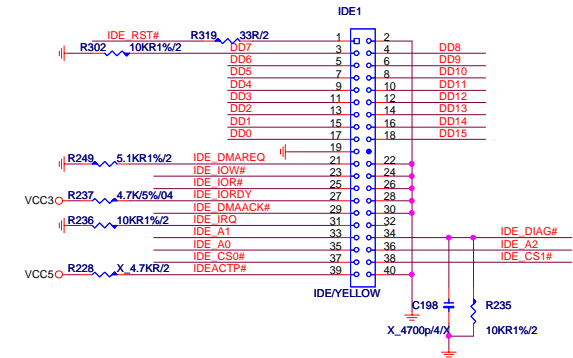 IDE1
IDE_RST# R319 33R/2 1 2
R302 10KR1%/2 DD7 3 4 DD8
DD6 5 6 DD9
DD5 7 8 DD10
DD4 9 10 DD11
DD3 11 12 DD12
DD2 13 14 DD13
DD1 15 16 DD14
DD0 17 18 DD15
19
R249 5.1KR1%/2 IDE_DMAREQ 21 22
IDE_IOW# 23 24
IDE_IOR# 25 26
VCC3 R237 4.7K/5%/04 IDE_IORDY 27 28
IDE_DMAACK# 29 30
R236 10KR1%/2 IDE_IRQ 31 32
IDE_A1 33 34 IDE_DIAG#
IDE_A0 35 36 IDE_A2
IDE_CS0# 37 38 IDE_CS1#
VCC5 R228 X_4.7KR/2 IDEACTP# 39 40
IDE/YELLOW
C198 R235
X_4700p/4/X 10KR1%/2